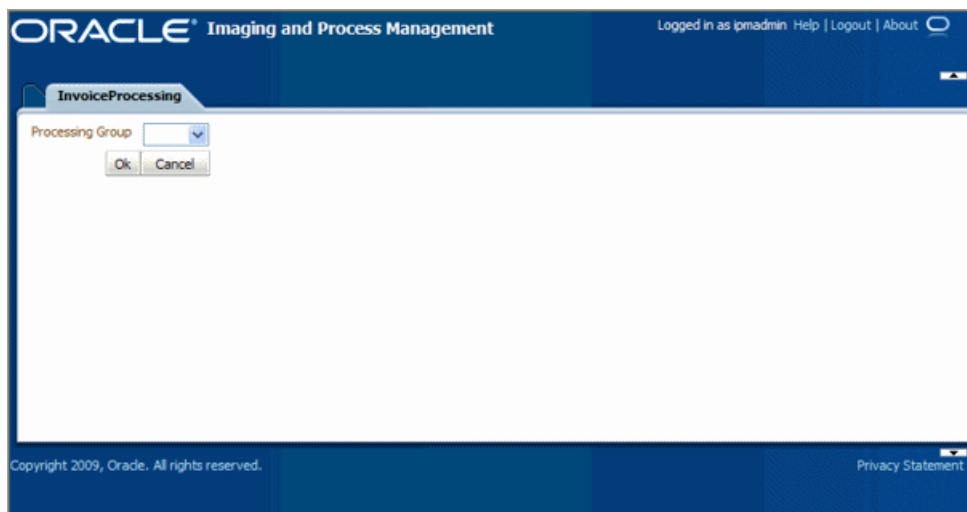 ORACLE® Imaging and Process Management
Logged in as ipmadmin Help | Logout | About
InvoiceProcessing
Processing Group
Ok Cancel
Copyright 2009, Oracle. All rights reserved.
Privacy Statement